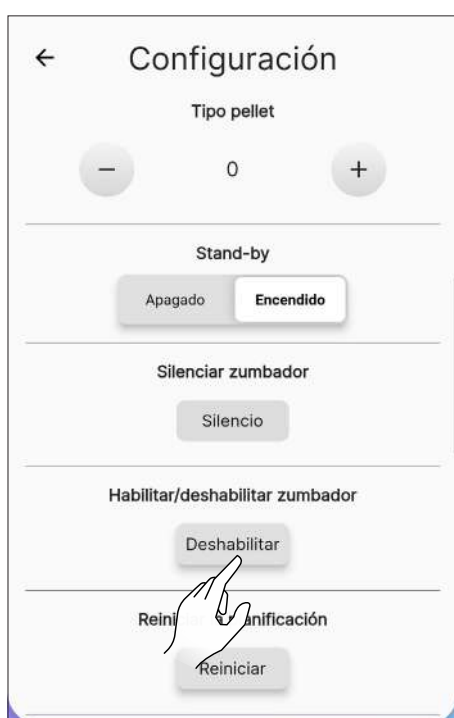 Configuración
Tipo pellet
− 0 +
Stand-by
Apagado Encendido
Silenciar zumbador
Silencio
Habilitar/deshabilitar zumbador
Deshabilitar
Reiniciar